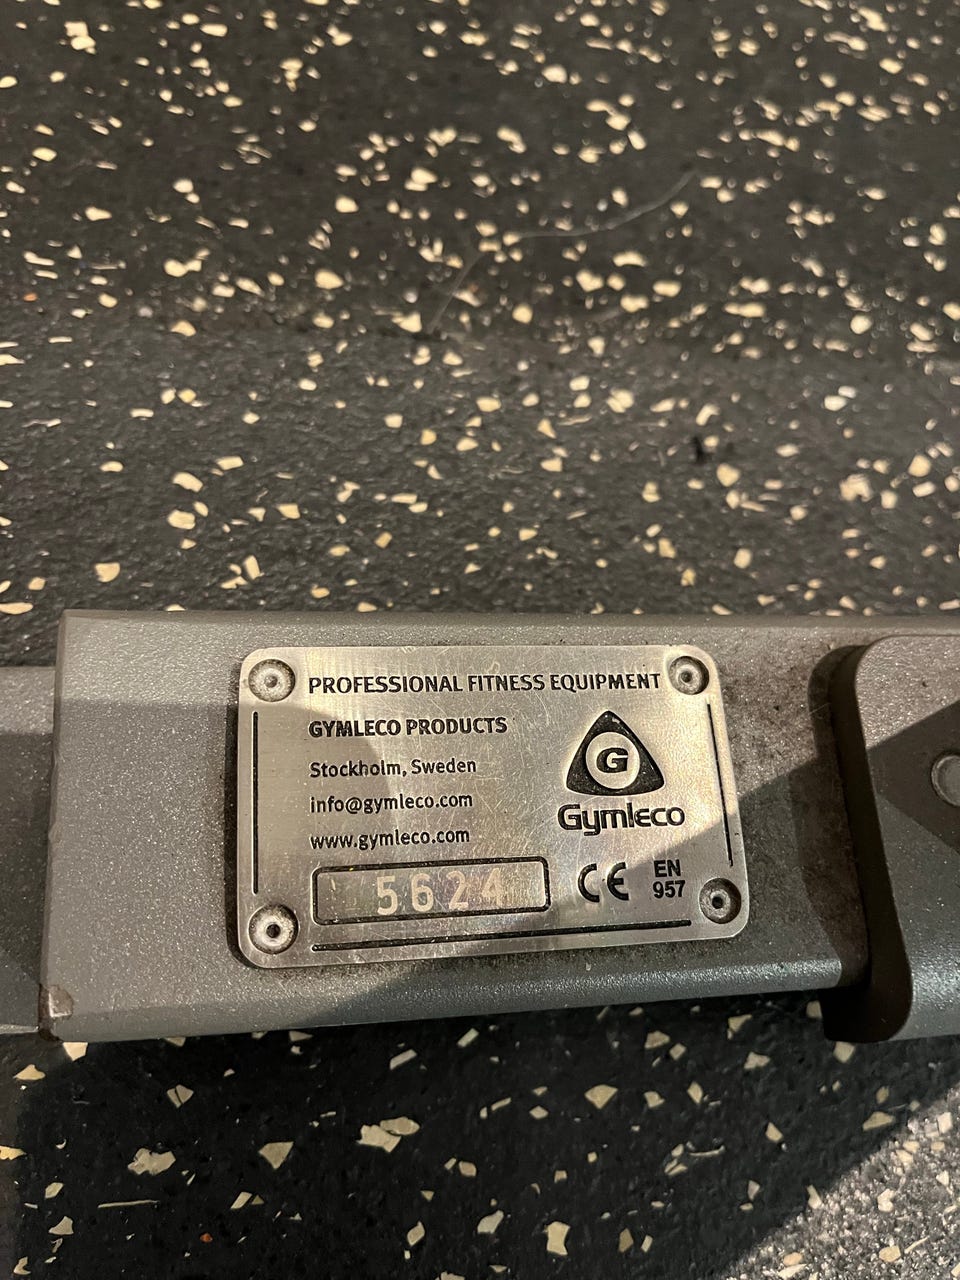 PROFESSIONAL FITNESS EQUIPMENT
GYMLECO PRODUCTS
Stockholm, Sweden
info@gymleco.com
www.gymleco.com
G
Gymleco
5624
CE EN 957